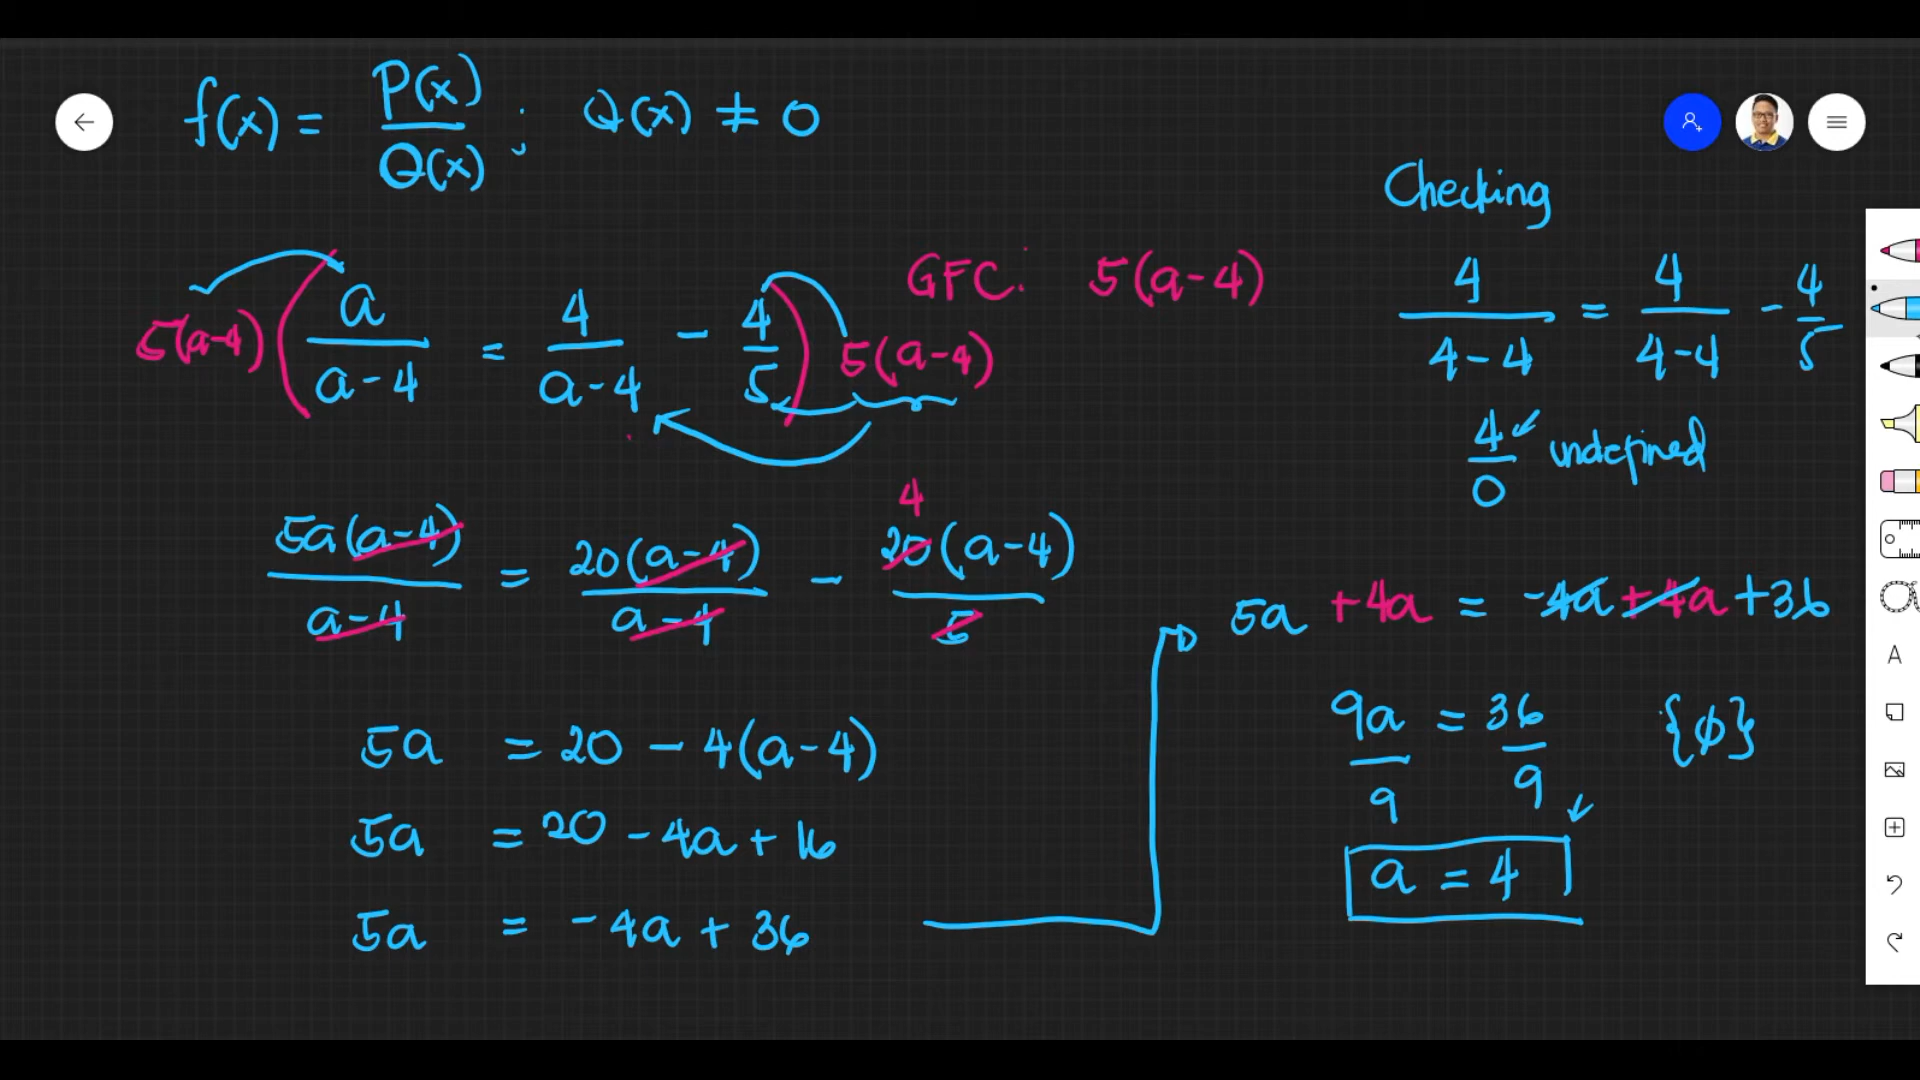 f(x) = P(x)/Q(x) ; Q(x) ≠ 0
GFC: 5(a-4)
5(a-4) ( a/(a-4) = 4/(a-4) - 4/5 ) 5(a-4)
5a(a-4)/(a-4) = 20(a-4)/(a-4) - 20(a-4)/5
4
5a = 20 - 4(a-4)
5a = 20 - 4a + 16
5a = -4a + 36
Checking
4/(4-4) = 4/(4-4) - 4/5
4/0 undefined
5a +4a = -4a +4a +36
9a/9 = 36/9 {ϕ}
a = 4
A